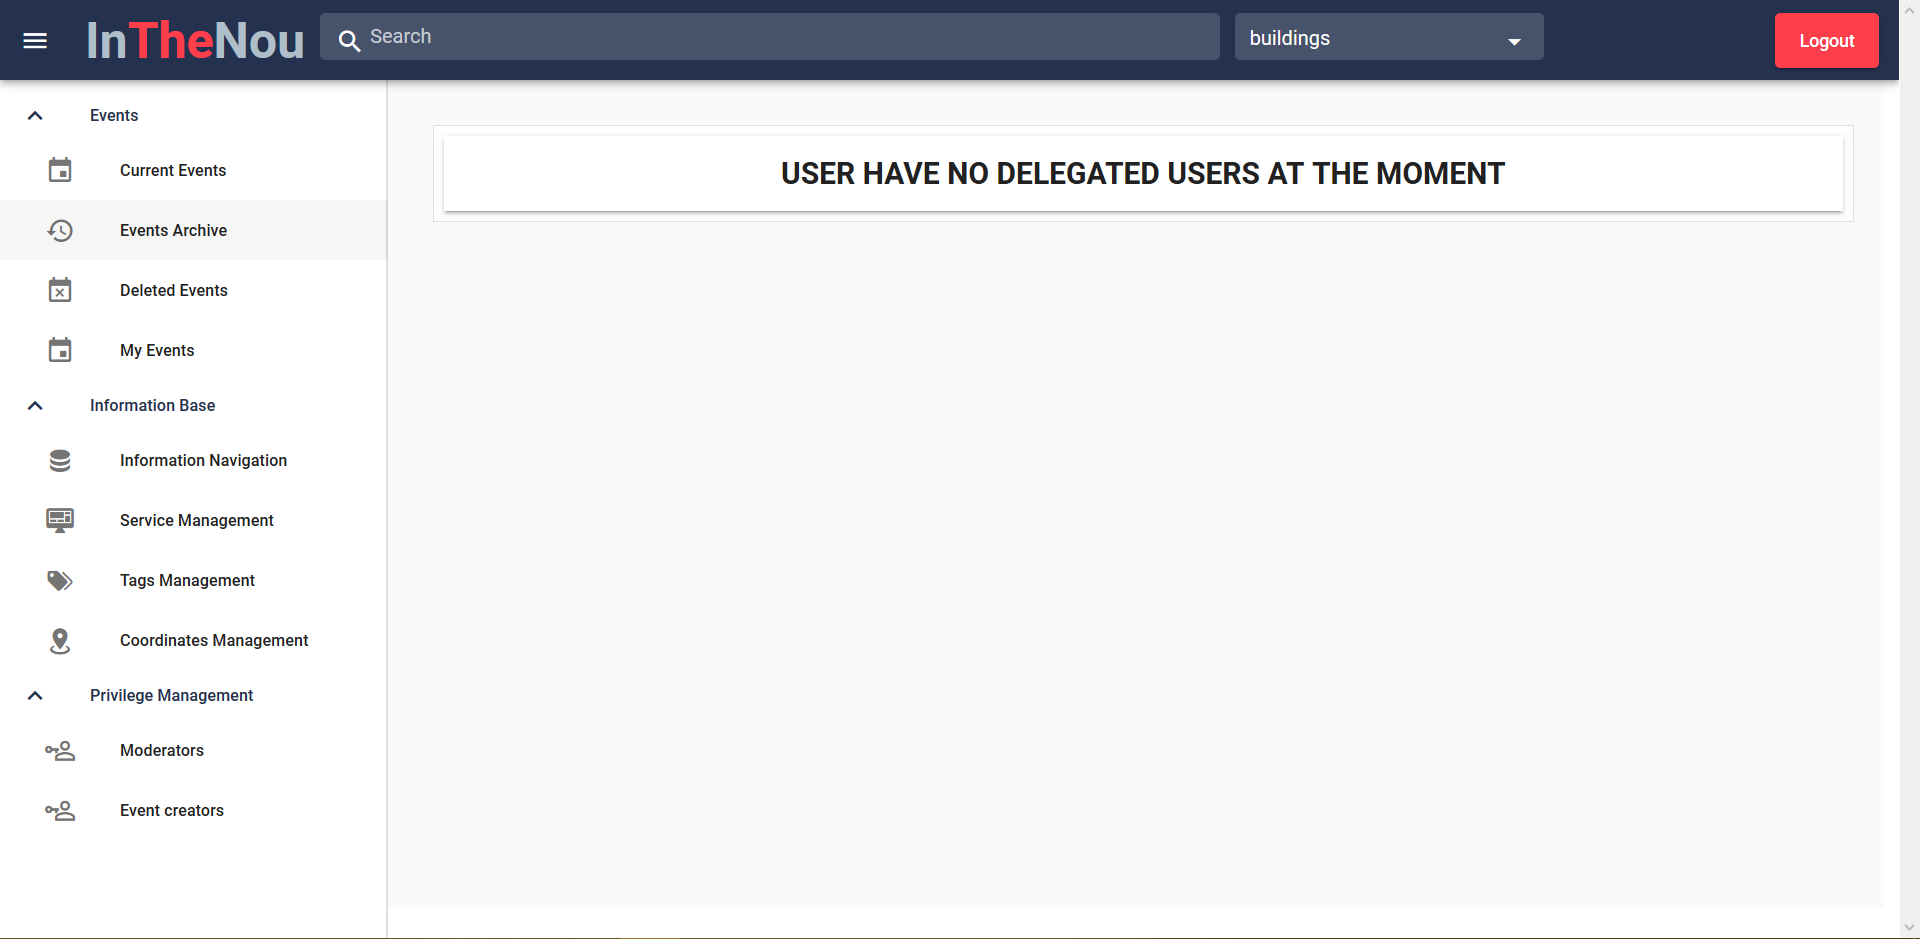 InTheNou
Search
buildings
Logout
Events
Current Events
Events Archive
Deleted Events
My Events
Information Base
Information Navigation
Service Management
Tags Management
Coordinates Management
Privilege Management
Moderators
Event creators
USER HAVE NO DELEGATED USERS AT THE MOMENT